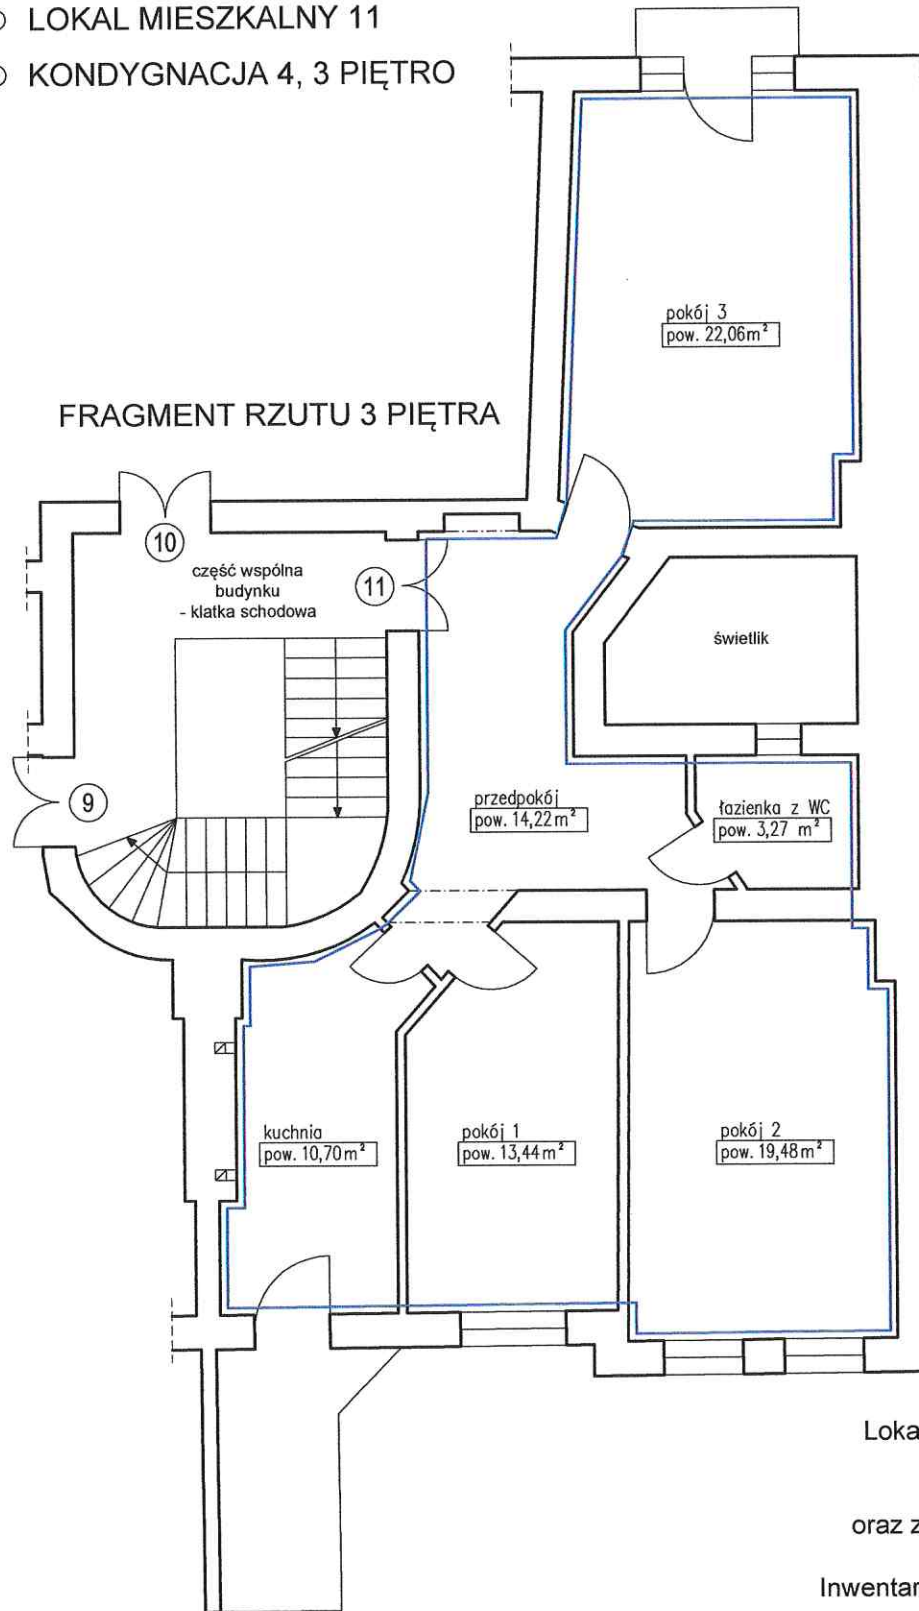 LOKAL MIESZKALNY 11
KONDYGNACJA 4, 3 PIĘTRO
pokój 3
pow. 22,06m²
FRAGMENT RZUTU 3 PIĘTRA
10
część wspólna
budynku
- klatka schodowa
11
świetlik
9
przedpokój
pow. 14,22m²
łazienka z WC
pow. 3,27 m²
kuchnia
pow. 10,70m²
pokój 1
pow. 13,44m²
pokój 2
pow. 19,48m²
Loka
oraz z
Inwentar